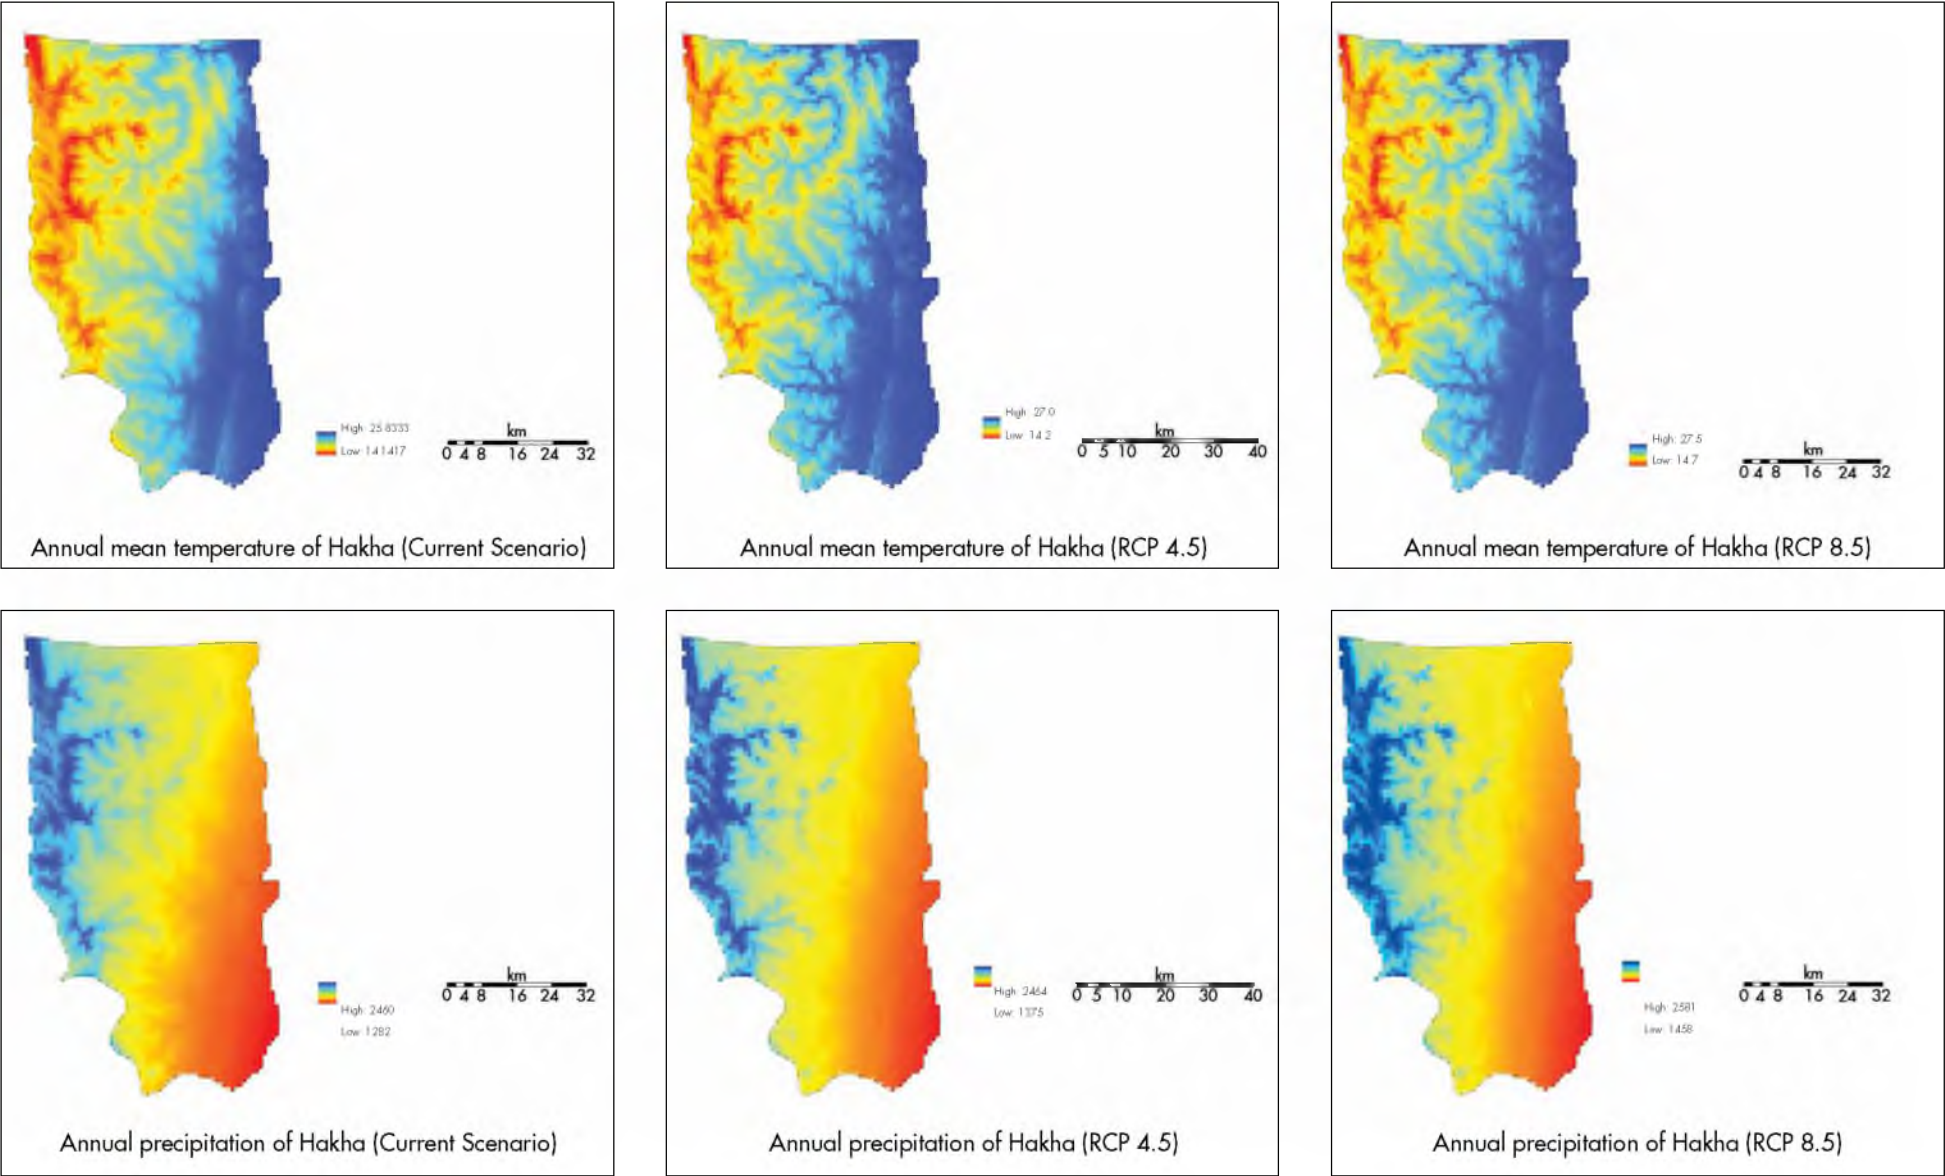 High: 25.8333
Low: 14.1417
km
0 4 8 16 24 32
Annual mean temperature of Hakha (Current Scenario)
High: 27.0
Low: 14.2
km
0 5 10 20 30 40
Annual mean temperature of Hakha (RCP 4.5)
High: 27.5
Low: 14.7
km
0 4 8 16 24 32
Annual mean temperature of Hakha (RCP 8.5)
High: 2460
Low: 1282
km
0 4 8 16 24 32
Annual precipitation of Hakha (Current Scenario)
High: 2464
Low: 1375
km
0 5 10 20 30 40
Annual precipitation of Hakha (RCP 4.5)
High: 2581
Low: 1458
km
0 4 8 16 24 32
Annual precipitation of Hakha (RCP 8.5)